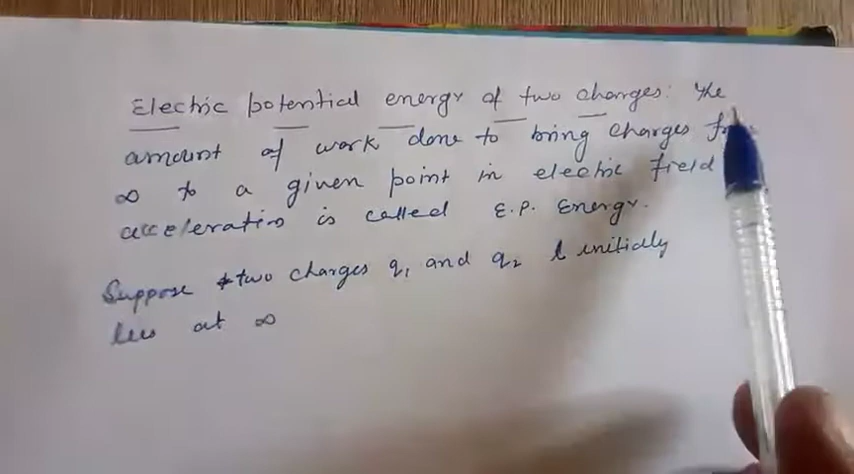 Electric potential energy of two charges: The
amount of work done to bring charges
∞ to a given point in electric field
acceleration is called E.P. Energy.
Suppose two charges q₁ and q₂ initially
lies at ∞